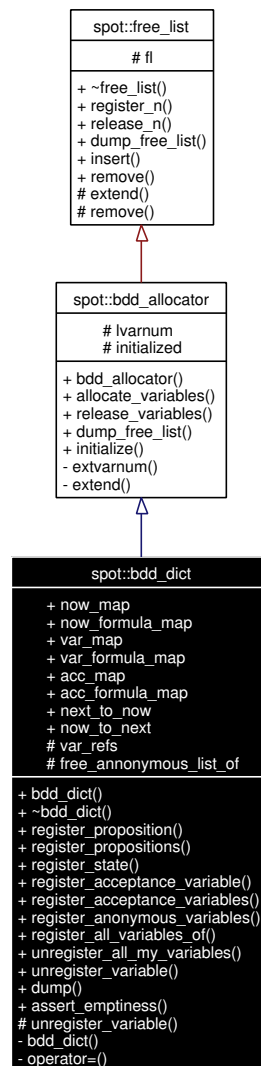 spot::free_list
# fl
+ ~free_list()
+ register_n()
+ release_n()
+ dump_free_list()
+ insert()
+ remove()
# extend()
# remove()
spot::bdd_allocator
# lvarnum
# initialized
+ bdd_allocator()
+ allocate_variables()
+ release_variables()
+ dump_free_list()
+ initialize()
- extvarnum()
- extend()
spot::bdd_dict
+ now_map
+ now_formula_map
+ var_map
+ var_formula_map
+ acc_map
+ acc_formula_map
+ next_to_now
+ now_to_next
# var_refs
# free_annonymous_list_of
+ bdd_dict()
+ ~bdd_dict()
+ register_proposition()
+ register_propositions()
+ register_state()
+ register_acceptance_variable()
+ register_acceptance_variables()
+ register_anonymous_variables()
+ register_all_variables_of()
+ unregister_all_my_variables()
+ unregister_variable()
+ dump()
+ assert_emptiness()
# unregister_variable()
- bdd_dict()
- operator=()